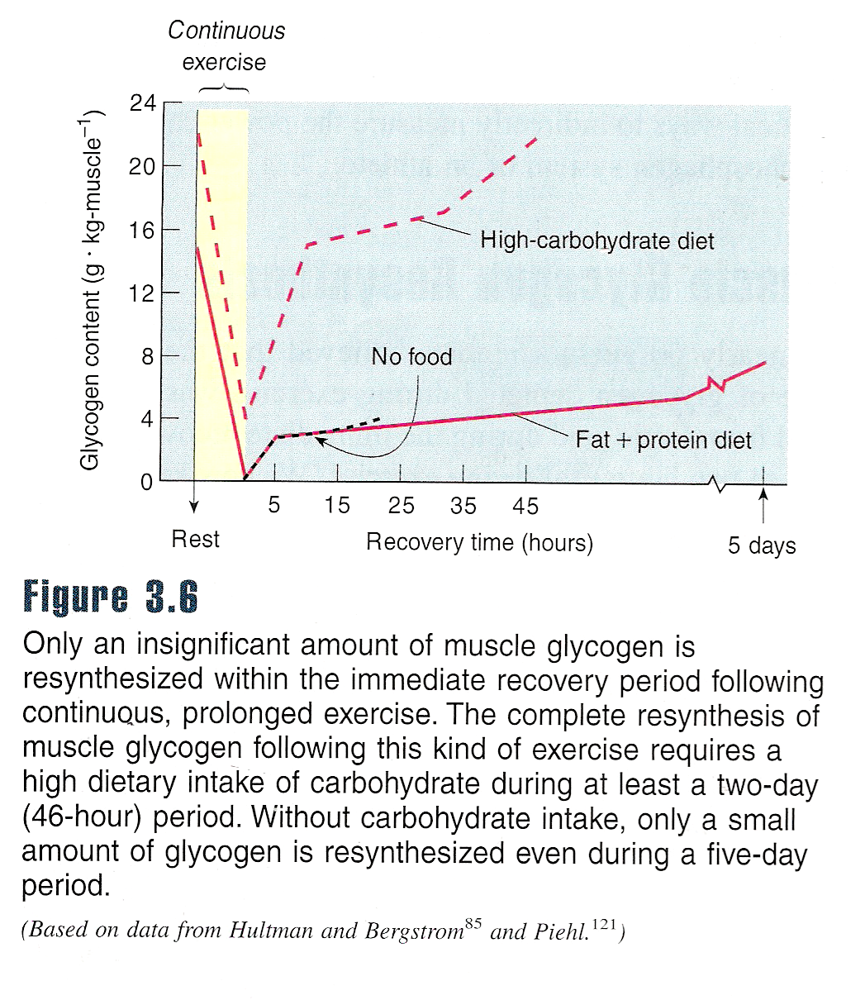 Continuous
exercise
Glycogen content (g · kg-muscle⁻¹)
24
20
16
12
8
4
0
High-carbohydrate diet
No food
Fat + protein diet
5 15 25 35 45
Rest
Recovery time (hours)
5 days
Figure 3.6
Only an insignificant amount of muscle glycogen is
resynthesized within the immediate recovery period following
continuous, prolonged exercise. The complete resynthesis of
muscle glycogen following this kind of exercise requires a
high dietary intake of carbohydrate during at least a two-day
(46-hour) period. Without carbohydrate intake, only a small
amount of glycogen is resynthesized even during a five-day
period.
(Based on data from Hultman and Bergstrom⁸⁵ and Piehl.¹²¹)